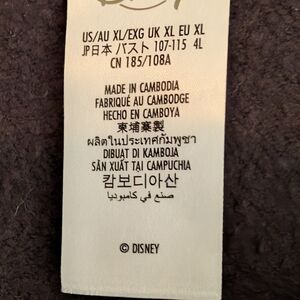 US/AU XL/EXG UK XL EU XL
JP日本 バスト 107-115 4L
CN 185/108A
MADE IN CAMBODIA
FABRIQUÉ AU CAMBODGE
HECHO EN CAMBOYA
柬埔寨製
ผลิตในประเทศกัมพูชา
DIBUAT DI KAMBOJA
SẢN XUẤT TẠI CAMPUCHIA
캄보디아산
صنع في كامبوديا
© DISNEY